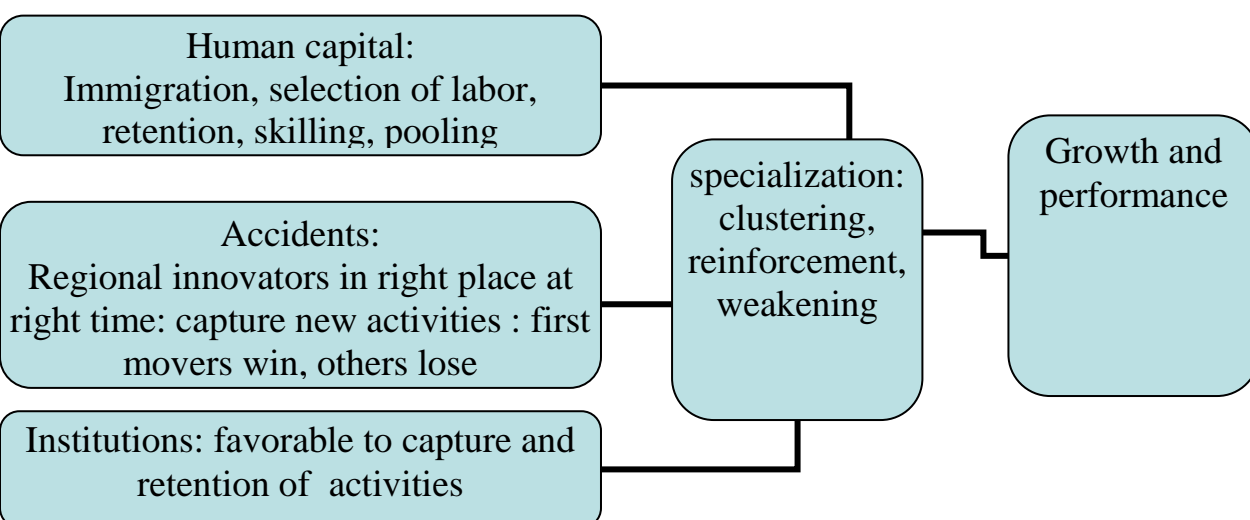 Human capital:
Immigration, selection of labor,
retention, skilling, pooling
Accidents:
Regional innovators in right place at
right time: capture new activities : first
movers win, others lose
Institutions: favorable to capture and
retention of  activities
specialization:
clustering,
reinforcement,
weakening
Growth and
performance